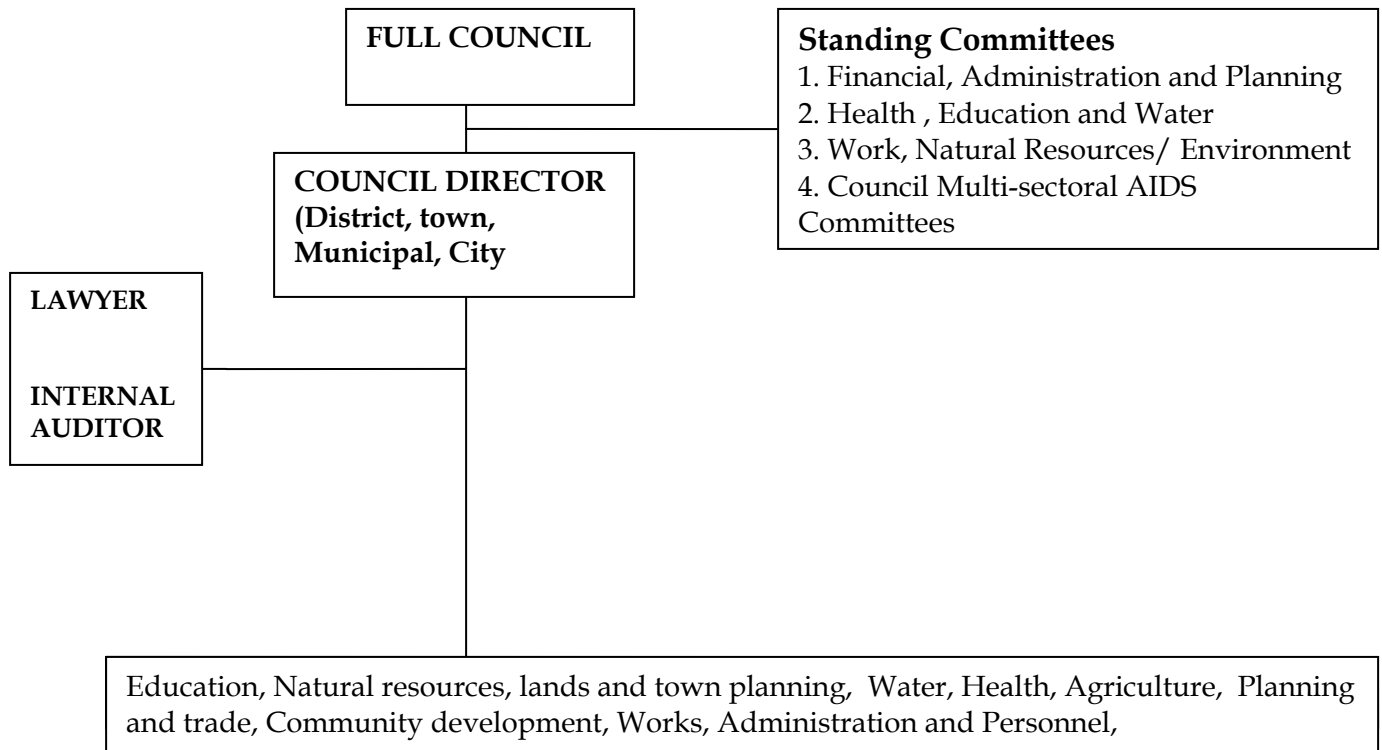 FULL COUNCIL
Standing Committees
1. Financial, Administration and Planning
2. Health , Education and Water
3. Work, Natural Resources/ Environment
4. Council Multi-sectoral AIDS
Committees
COUNCIL DIRECTOR
(District, town,
Municipal, City
LAWYER
INTERNAL
AUDITOR
Education, Natural resources, lands and town planning, Water, Health, Agriculture, Planning
and trade, Community development, Works, Administration and Personnel,